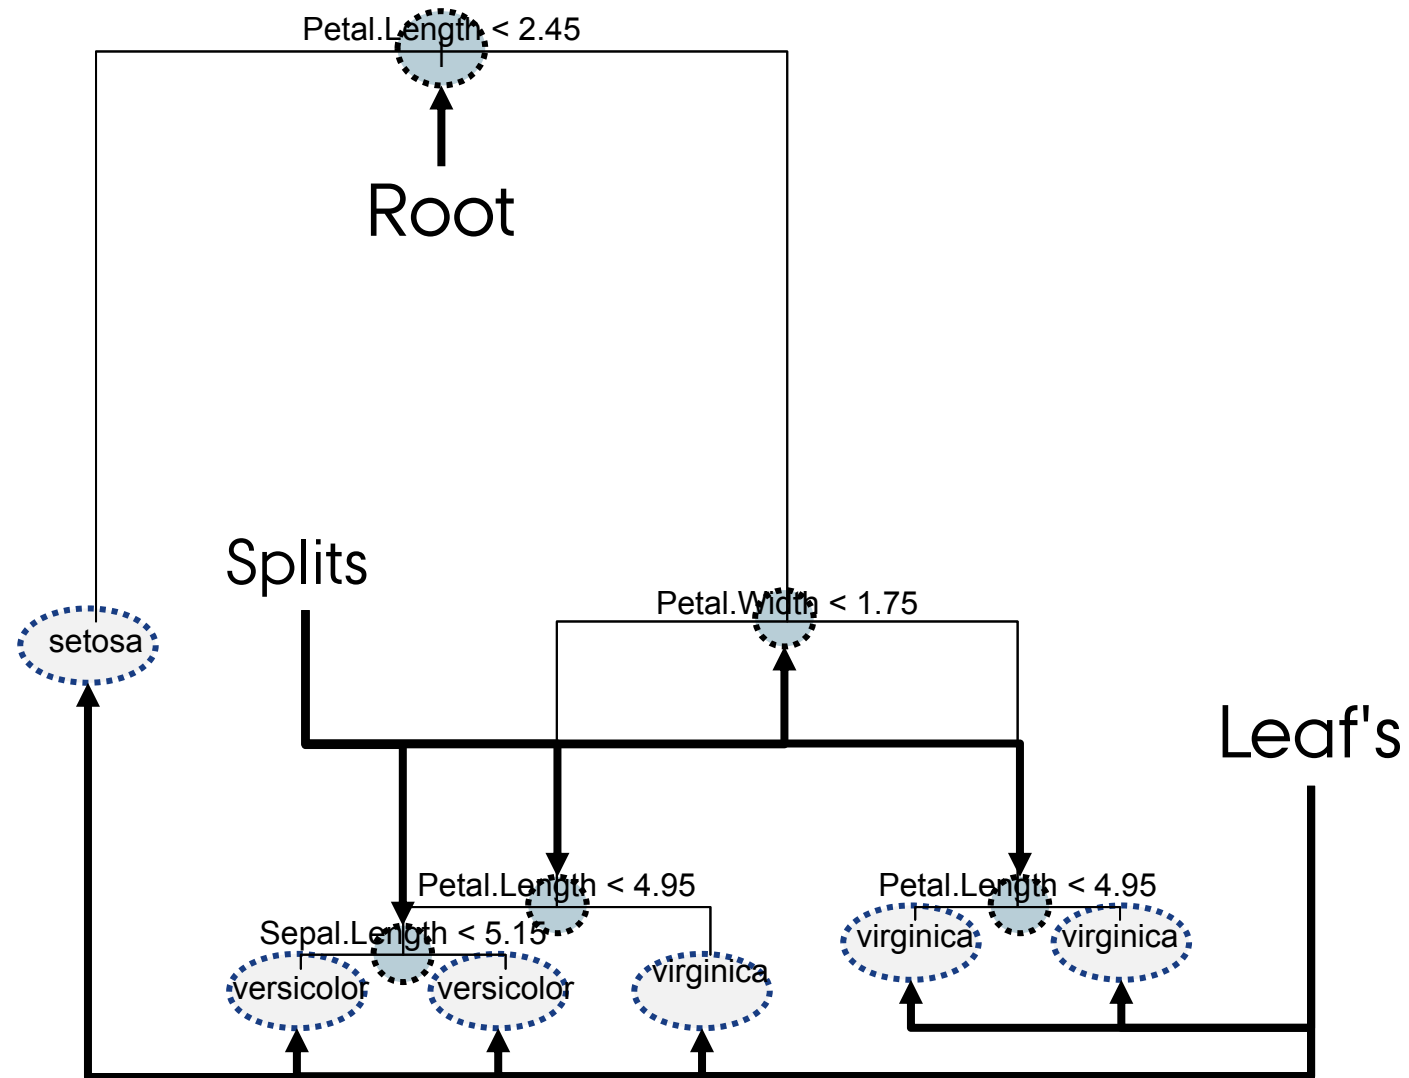 Petal.Length < 2.45
Root
Splits
Petal.Width < 1.75
setosa
Leaf's
Petal.Length < 4.95
Petal.Length < 4.95
Sepal.Length < 5.15
virginica
virginica
virginica
versicolor
versicolor